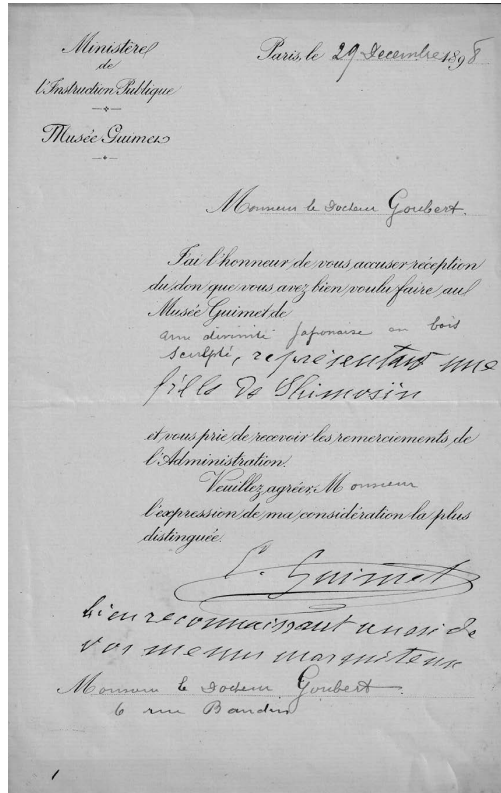 Ministère
de
l'Instruction Publique
Musée Guimet
Paris, le 29 Decembre 1898
Monsieur le Docteur Goubert.
J'ai l'honneur de vous accuser réception
du don que vous avez bien voulu faire au
Musée Guimet de
une divinité Japonaise en bois
sculpté, représentant une
fille de Shimosin
et vous prie de recevoir les remerciements de
l'Administration.
Veuillez agréer, Monsieur
l'expression de ma considération la plus
distinguée.
E. Guimet
bien reconnaissant aussi de
vos menus
Monsieur le Docteur Goubert
6 rue Baudin